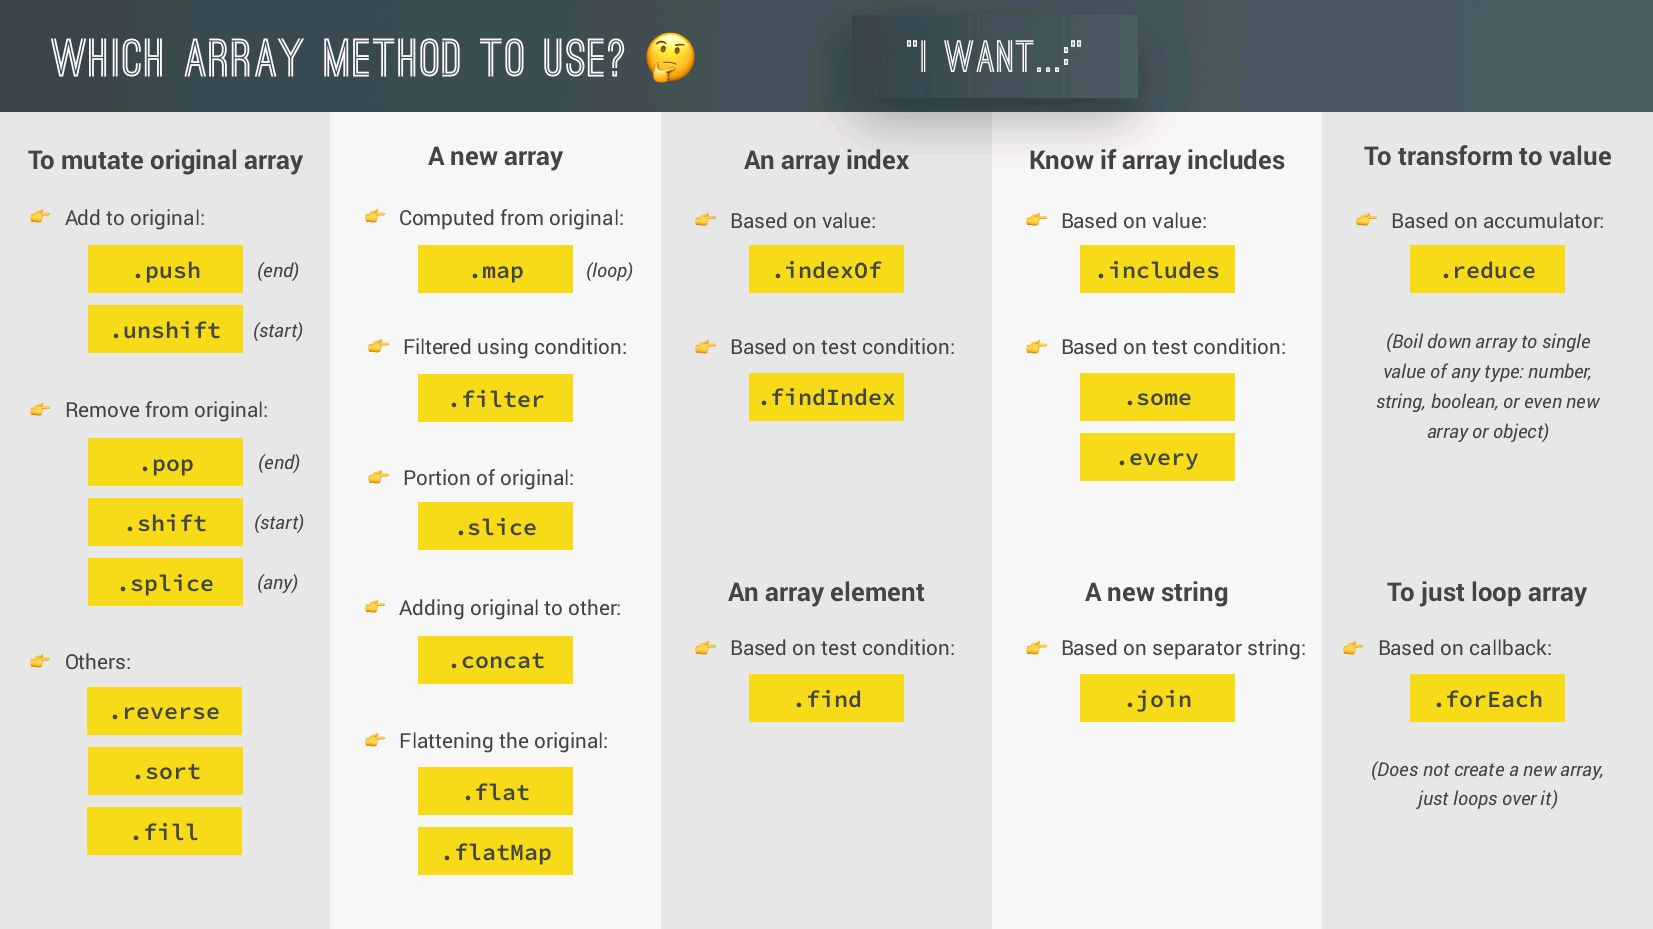 WHICH ARRAY METHOD TO USE? 🤔
"I WANT...:"
To mutate original array
👉 Add to original:
.push (end)
.unshift (start)
👉 Remove from original:
.pop (end)
.shift (start)
.splice (any)
👉 Others:
.reverse
.sort
.fill
A new array
👉 Computed from original:
.map (loop)
👉 Filtered using condition:
.filter
👉 Portion of original:
.slice
👉 Adding original to other:
.concat
👉 Flattening the original:
.flat
.flatMap
An array index
👉 Based on value:
.indexOf
👉 Based on test condition:
.findIndex
An array element
👉 Based on test condition:
.find
Know if array includes
👉 Based on value:
.includes
👉 Based on test condition:
.some
.every
A new string
👉 Based on separator string:
.join
To transform to value
👉 Based on accumulator:
.reduce
(Boil down array to single
value of any type: number,
string, boolean, or even new
array or object)
To just loop array
👉 Based on callback:
.forEach
(Does not create a new array,
just loops over it)